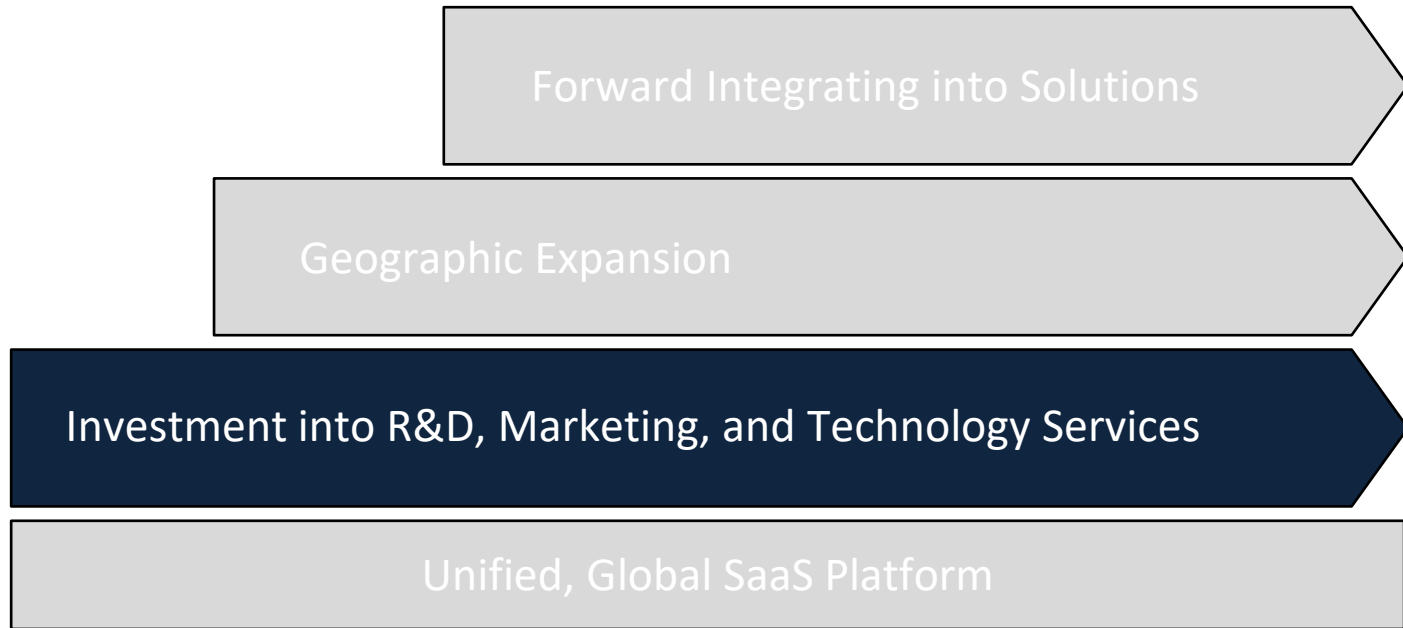 Forward Integrating into Solutions
Geographic Expansion
Investment into R&D, Marketing, and Technology Services
Unified, Global SaaS Platform